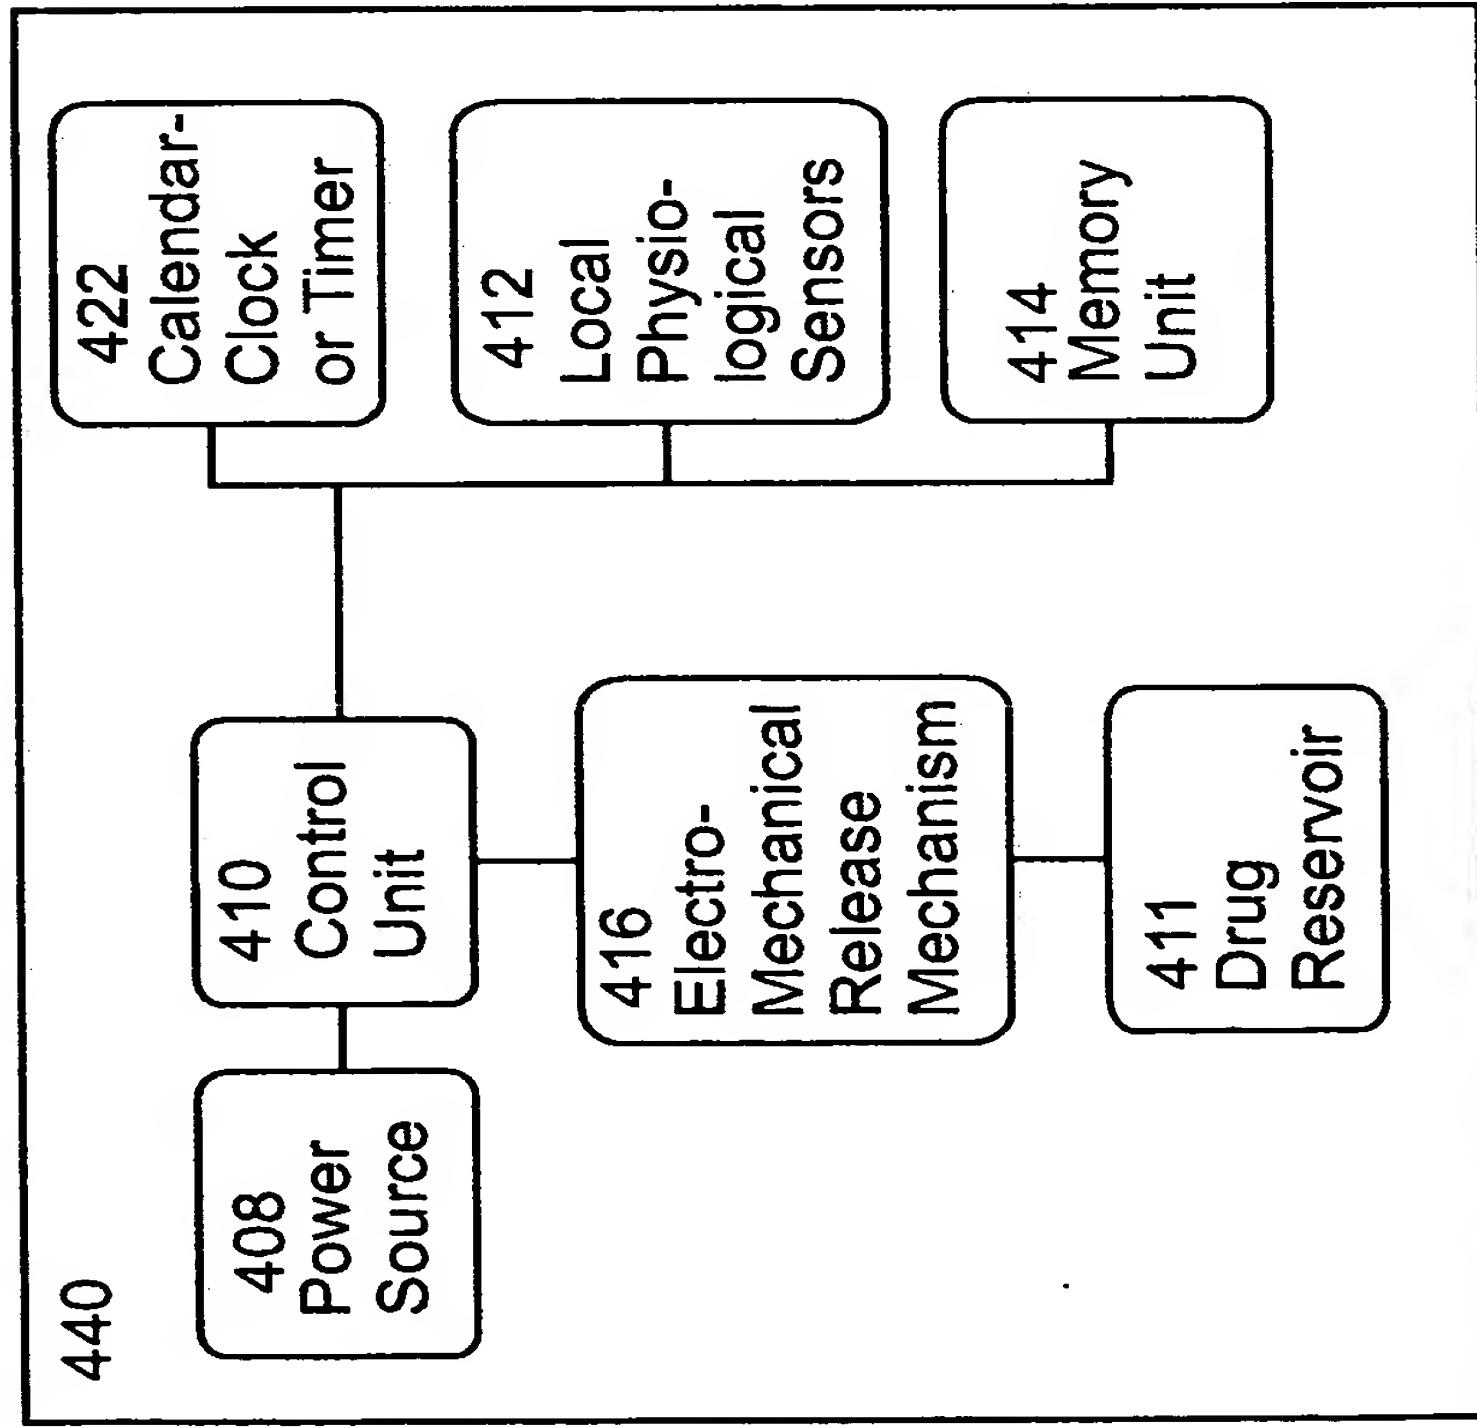 440
408
Power
Source
410
Control
Unit
422
Calendar-
Clock
or Timer
416
Electro-
Mechanical
Release
Mechanism
412
Local
Physio-
logical
Sensors
411
Drug
Reservoir
414
Memory
Unit